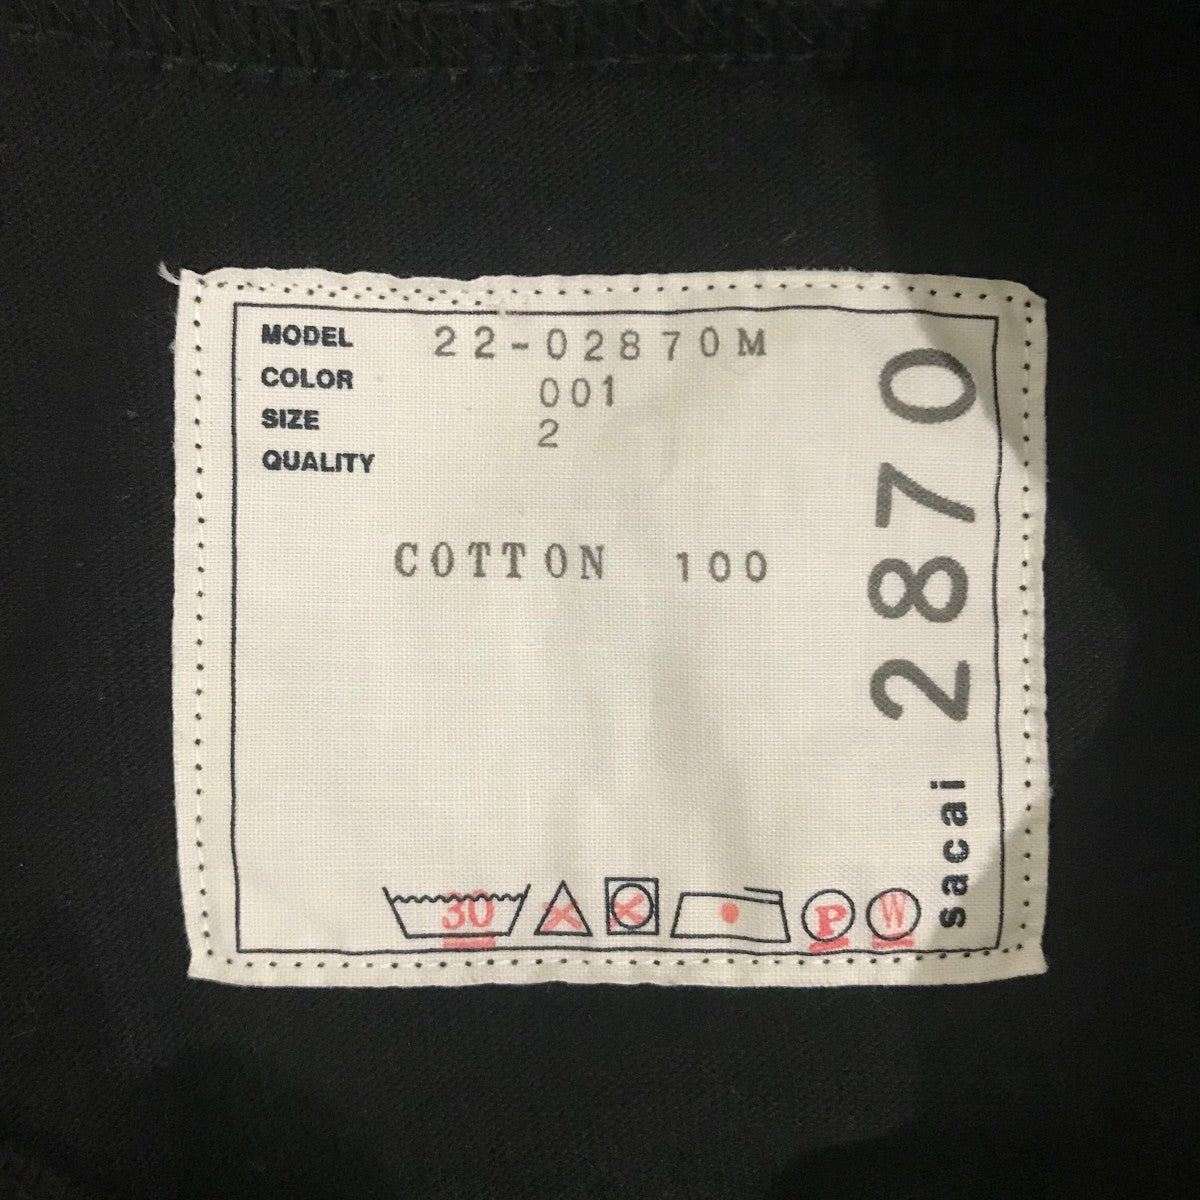 MODEL 22-02870M
COLOR 001
SIZE 2
QUALITY
COTTON 100
sacai 2870
30
P
W